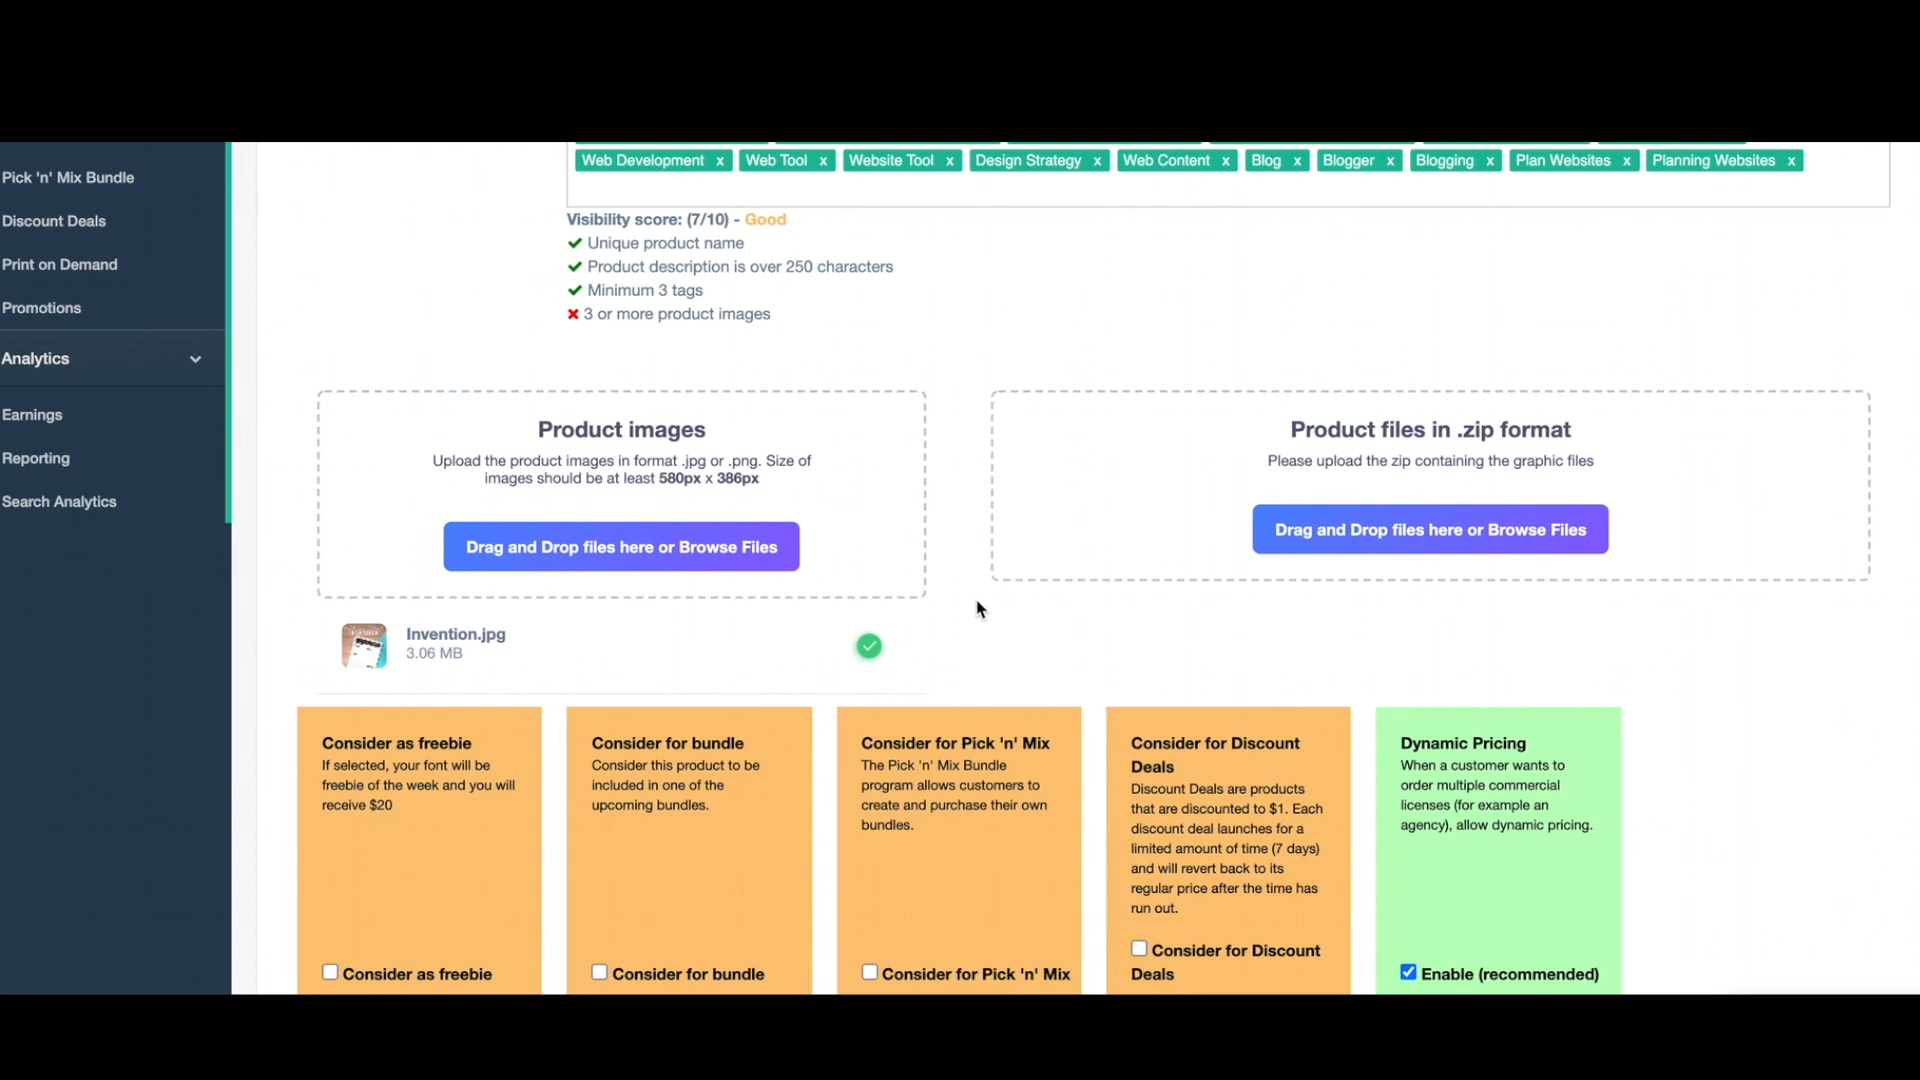 Pick 'n' Mix Bundle
Discount Deals
Print on Demand
Promotions
Analytics
Earnings
Reporting
Search Analytics
Web Development x Web Tool x Website Tool x Design Strategy x Web Content x Blog x Blogger x Blogging x Plan Websites x Planning Websites x
Visibility score: (7/10) - Good
Unique product name
Product description is over 250 characters
Minimum 3 tags
3 or more product images
Product images
Upload the product images in format .jpg or .png. Size of
images should be at least 580px x 386px
Drag and Drop files here or Browse Files
Invention.jpg
3.06 MB
Product files in .zip format
Please upload the zip containing the graphic files
Drag and Drop files here or Browse Files
Consider as freebie
If selected, your font will be
freebie of the week and you will
receive $20
Consider as freebie
Consider for bundle
Consider this product to be
included in one of the
upcoming bundles.
Consider for bundle
Consider for Pick 'n' Mix
The Pick 'n' Mix Bundle
program allows customers to
create and purchase their own
bundles.
Consider for Pick 'n' Mix
Consider for Discount
Deals
Discount Deals are products
that are discounted to $1. Each
discount deal launches for a
limited amount of time (7 days)
and will revert back to its
regular price after the time has
run out.
Consider for Discount
Deals
Dynamic Pricing
When a customer wants to
order multiple commercial
licenses (for example an
agency), allow dynamic pricing.
Enable (recommended)